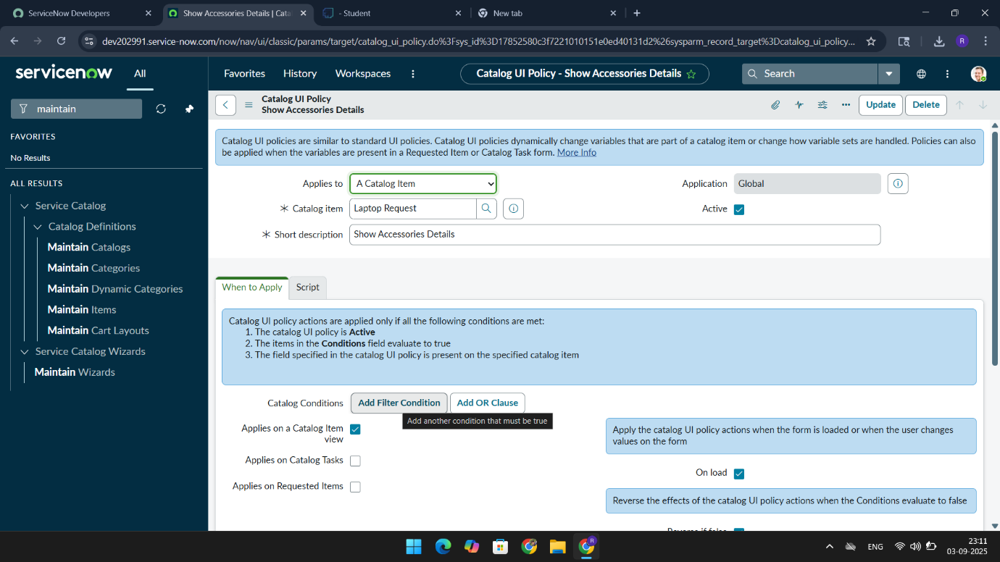 ServiceNow Developers
Show Accessories Details | Cata
- Student
New tab
dev202991.service-now.com/now/nav/ui/classic/params/target/catalog_ui_policy.do%3Fsys_id%3D17852580c3f7221010151e0ed40131d2%26sysparm_record_target%3Dcatalog_ui_policy...
R
servicenow
All
Favorites
History
Workspaces
Catalog UI Policy - Show Accessories Details
Search
maintain
FAVORITES
No Results
ALL RESULTS
Service Catalog
Catalog Definitions
Maintain Catalogs
Maintain Categories
Maintain Dynamic Categories
Maintain Items
Maintain Cart Layouts
Service Catalog Wizards
Maintain Wizards
Catalog UI Policy
Show Accessories Details
Update
Delete
Catalog UI policies are similar to standard UI policies. Catalog UI policies dynamically change variables that are part of a catalog item or change how variable sets are handled. Policies can also
be applied when the variables are present in a Requested Item or Catalog Task form. More Info
Applies to
A Catalog Item
Application
Global
Catalog item
Laptop Request
Active
Short description
Show Accessories Details
When to Apply
Script
Catalog UI policy actions are applied only if all the following conditions are met:
1. The catalog UI policy is Active
2. The items in the Conditions field evaluate to true
3. The field specified in the catalog UI policy is present on the specified catalog item
Catalog Conditions
Add Filter Condition
Add OR Clause
Add another condition that must be true
Applies on a Catalog Item
view
Applies on Catalog Tasks
Applies on Requested Items
Apply the catalog UI policy actions when the form is loaded or when the user changes
values on the form
On load
Reverse the effects of the catalog UI policy actions when the Conditions evaluate to false
Reverse if false
R
ENG
23:11
03-09-2025